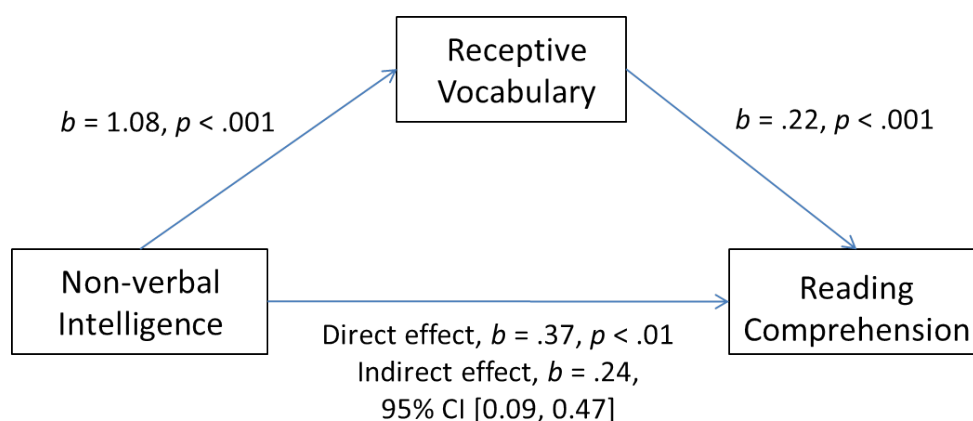 Receptive
Vocabulary
b = 1.08, p < .001
b = .22, p < .001
Non-verbal
Intelligence
Reading
Comprehension
Direct effect, b = .37, p < .01
Indirect effect, b = .24,
95% CI [0.09, 0.47]